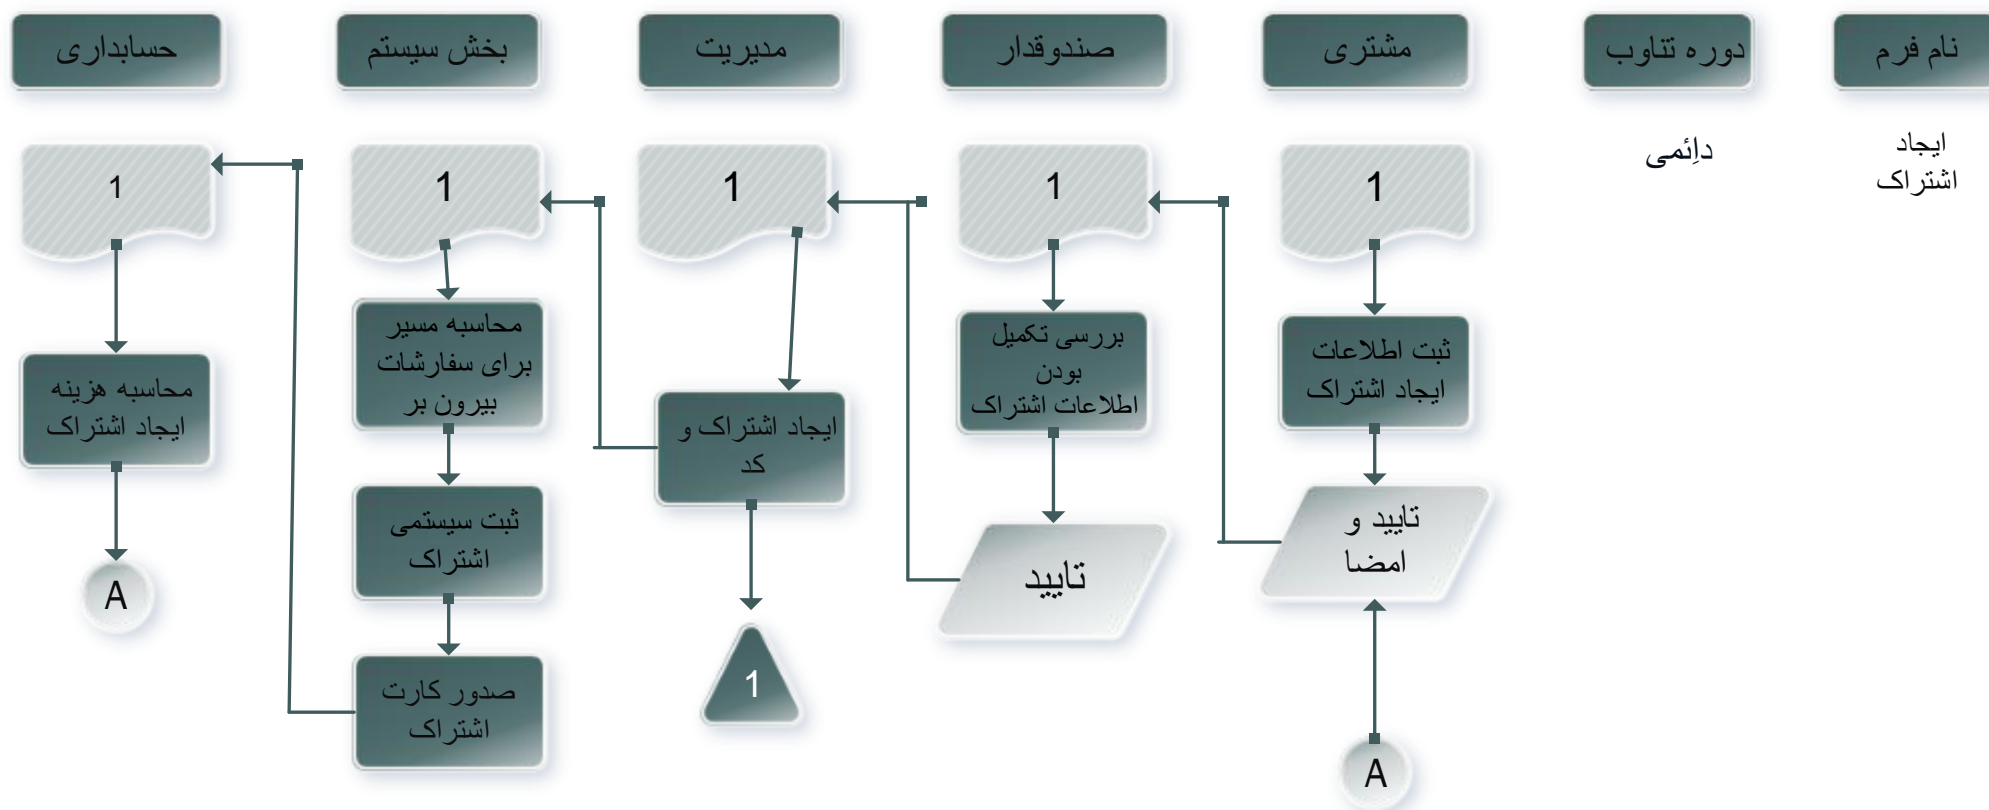 نام فرم
دوره تناوب
مشتری
صندوقدار
مدیریت
بخش سیستم
حسابداری
ایجاد
اشتراک
داِئمی
1
ثبت اطلاعات
ایجاد اشتراک
تایید و
امضا
A
1
بررسی تکمیل
بودن
اطلاعات اشتراک
تایید
1
ایجاد اشتراک و
کد
1
1
محاسبه مسیر
برای سفارشات
بیرون بر
ثبت سیستمی
اشتراک
صدور کارت
اشتراک
1
محاسبه هزینه
ایجاد اشتراک
A